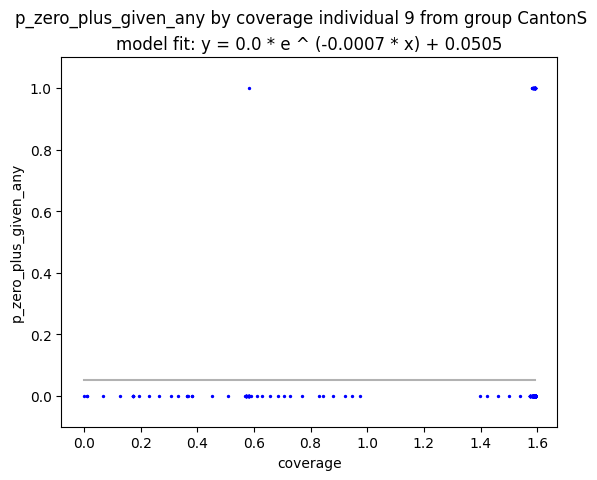 p_zero_plus_given_any by coverage individual 9 from group CantonS
model fit: y = 0.0 * e ^ (-0.0007 * x) + 0.0505
1.0
0.8
0.6
0.4
0.2
0.0
p_zero_plus_given_any
0.0 0.2 0.4 0.6 0.8 1.0 1.2 1.4 1.6
coverage